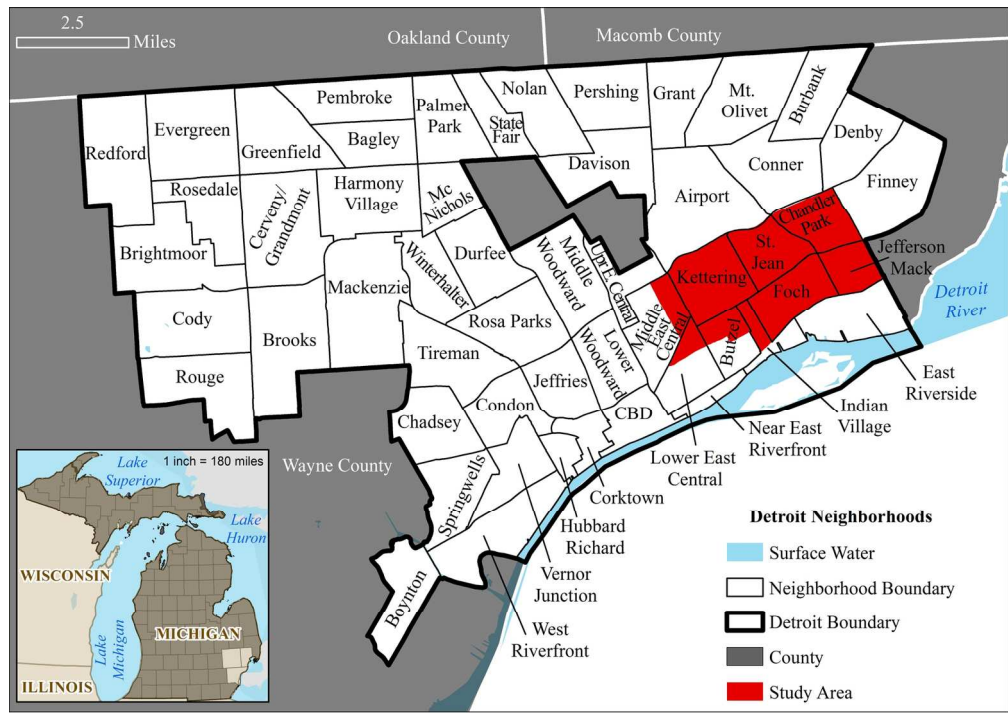 2.5
Miles
Oakland County
Macomb County
Redford
Evergreen
Greenfield
Pembroke
Bagley
Palmer
Park
Nolan
State
Fair
Pershing
Grant
Mt.
Olivet
Burbank
Denby
Rosedale
Cerveny/
Grandmont
Harmony
Village
Mc
Nichols
Davison
Airport
Conner
Finney
Brightmoor
Mackenzie
Winterhalter
Durfee
Middle
Woodward
Upr E. Central
Kettering
St.
Jean
Chandler
Park
Jefferson
Mack
Foch
Detroit
River
Cody
Brooks
Rosa Parks
Tireman
Lower
Woodward
Middle
East
Central
Butzel
Rouge
Jeffries
Condon
CBD
Chadsey
East
Riverside
Indian
Village
Near East
Riverfront
Lower East
Central
Wayne County
Springwells
Corktown
Hubbard
Richard
Vernor
Junction
West
Riverfront
Boynton
Lake
Superior
1 inch = 180 miles
Lake
Huron
WISCONSIN
Lake
Michigan
MICHIGAN
ILLINOIS
Detroit Neighborhoods
Surface Water
Neighborhood Boundary
Detroit Boundary
County
Study Area